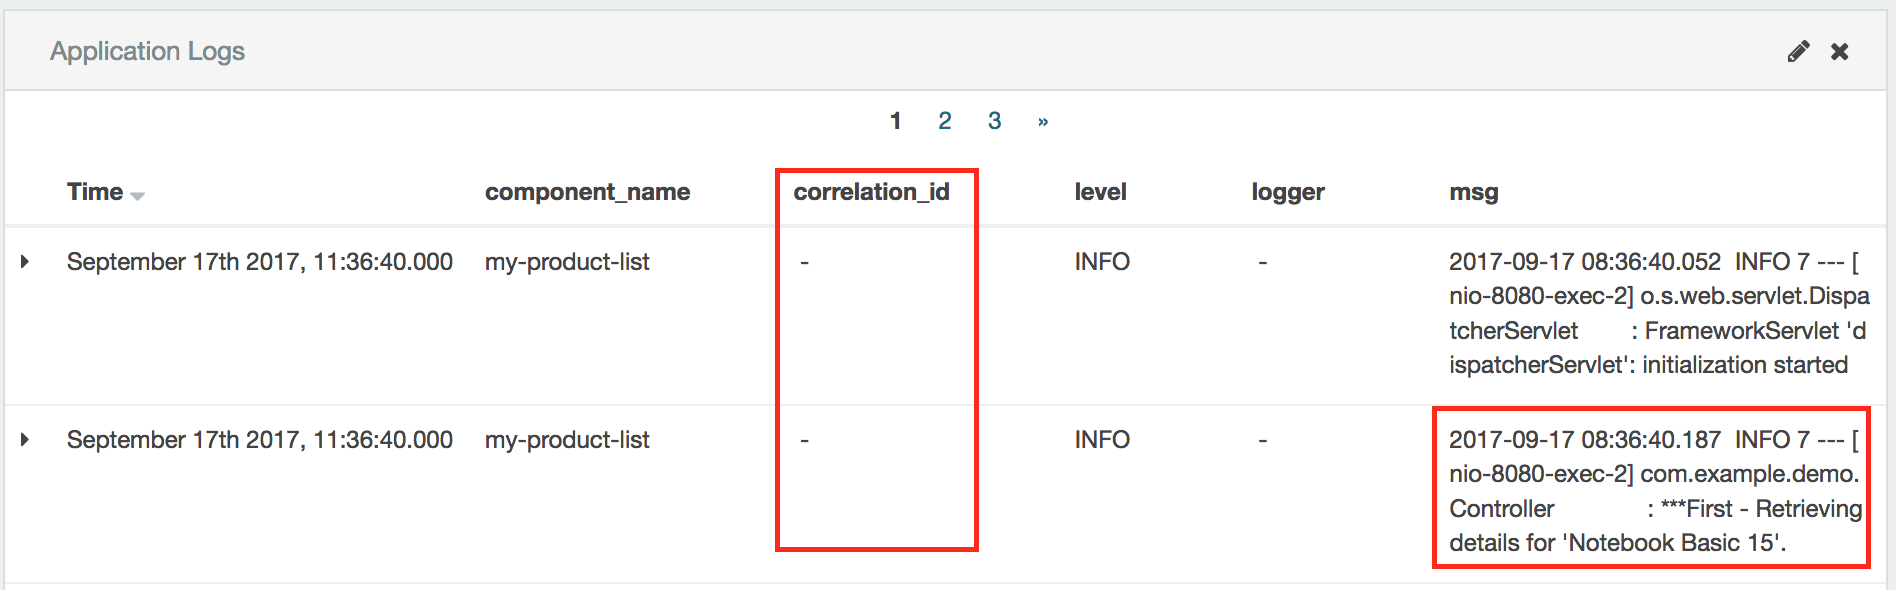 Application Logs
1 2 3 »
Time component_name correlation_id level logger msg
September 17th 2017, 11:36:40.000 my-product-list - INFO - 2017-09-17 08:36:40.052 INFO 7 --- [
nio-8080-exec-2] o.s.web.servlet.Dispa
tcherServlet : FrameworkServlet 'd
ispatcherServlet': initialization started
September 17th 2017, 11:36:40.000 my-product-list - INFO - 2017-09-17 08:36:40.187 INFO 7 --- [
nio-8080-exec-2] com.example.demo.
Controller : ***First - Retrieving
details for 'Notebook Basic 15'.